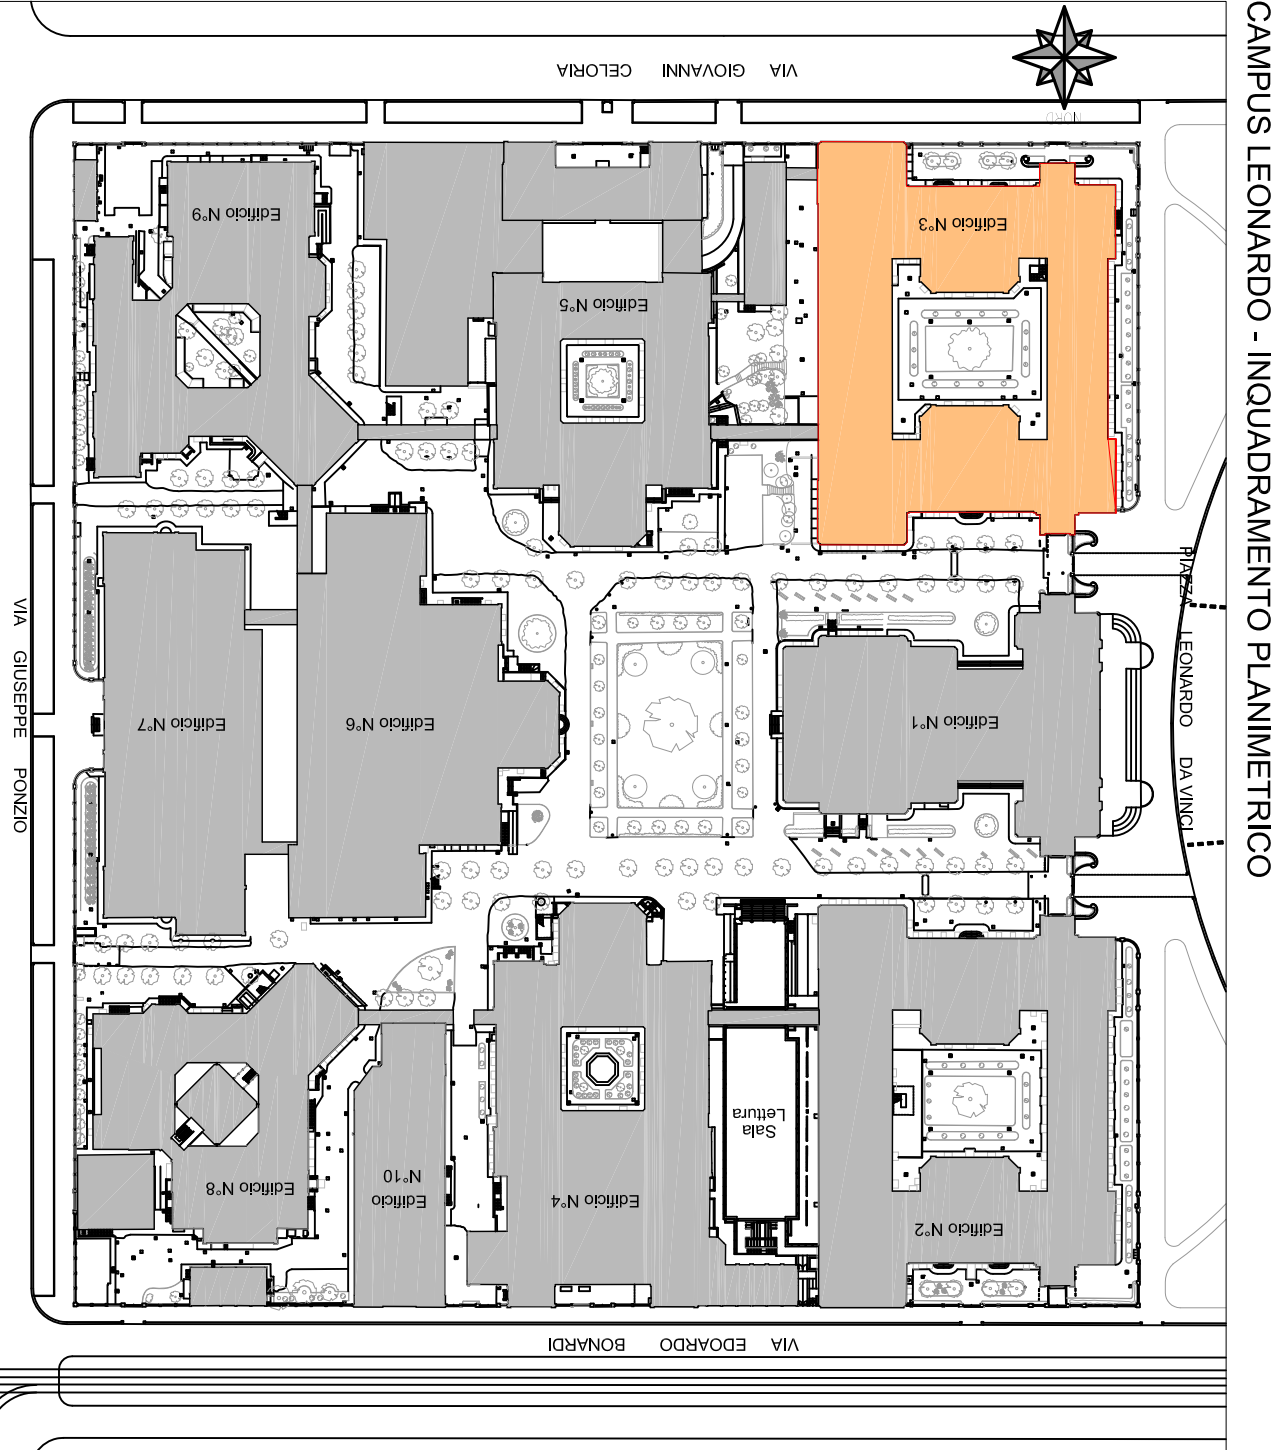 CAMPUS LEONARDO - INQUADRAMENTO PLANIMETRICO
VIA GIOVANNI CELORIA
NORD
Edificio N°9
Edificio N°5
Edificio N°3
Edificio N°7
Edificio N°6
Edificio N°1
VIA GIUSEPPE PONZIO
PIAZZA LEONARDO DA VINCI
Edificio N°8
Edificio
N°10
Edificio N°4
Sala
Lettura
Edificio N°2
VIA EDOARDO BONARDI